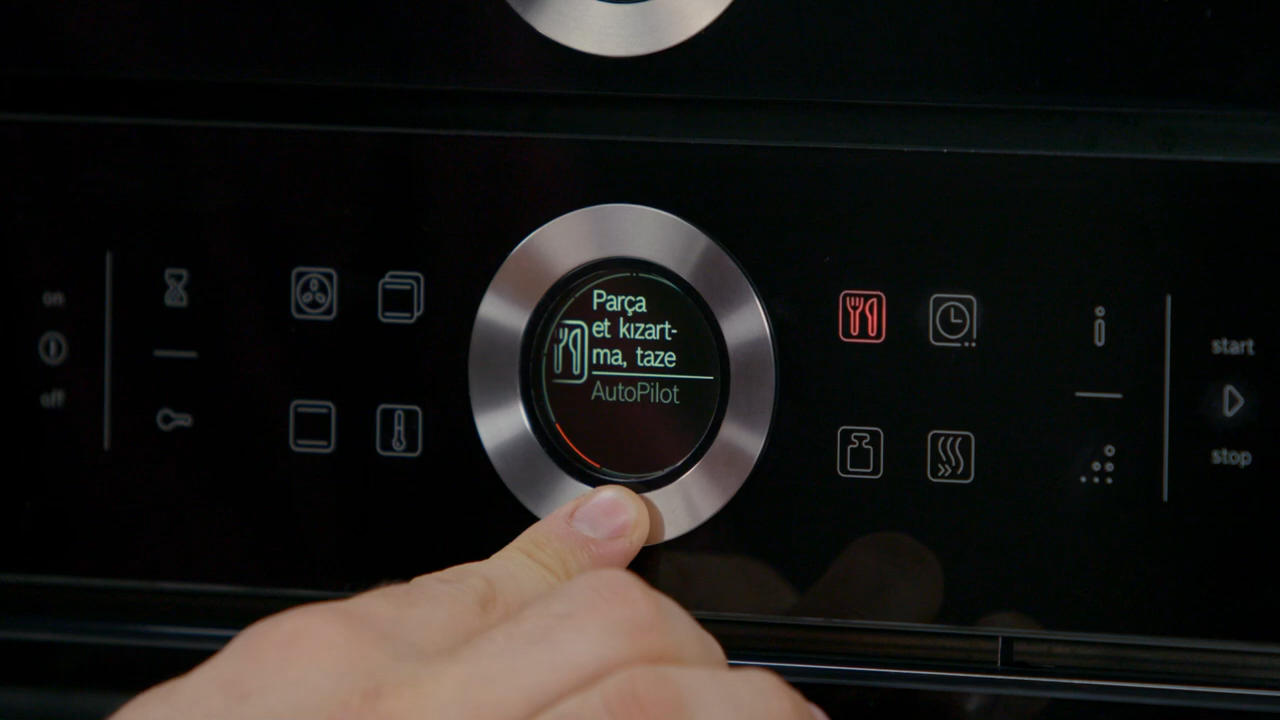 on
off
Parça
et kızart-
ma, taze
AutoPilot
start
stop